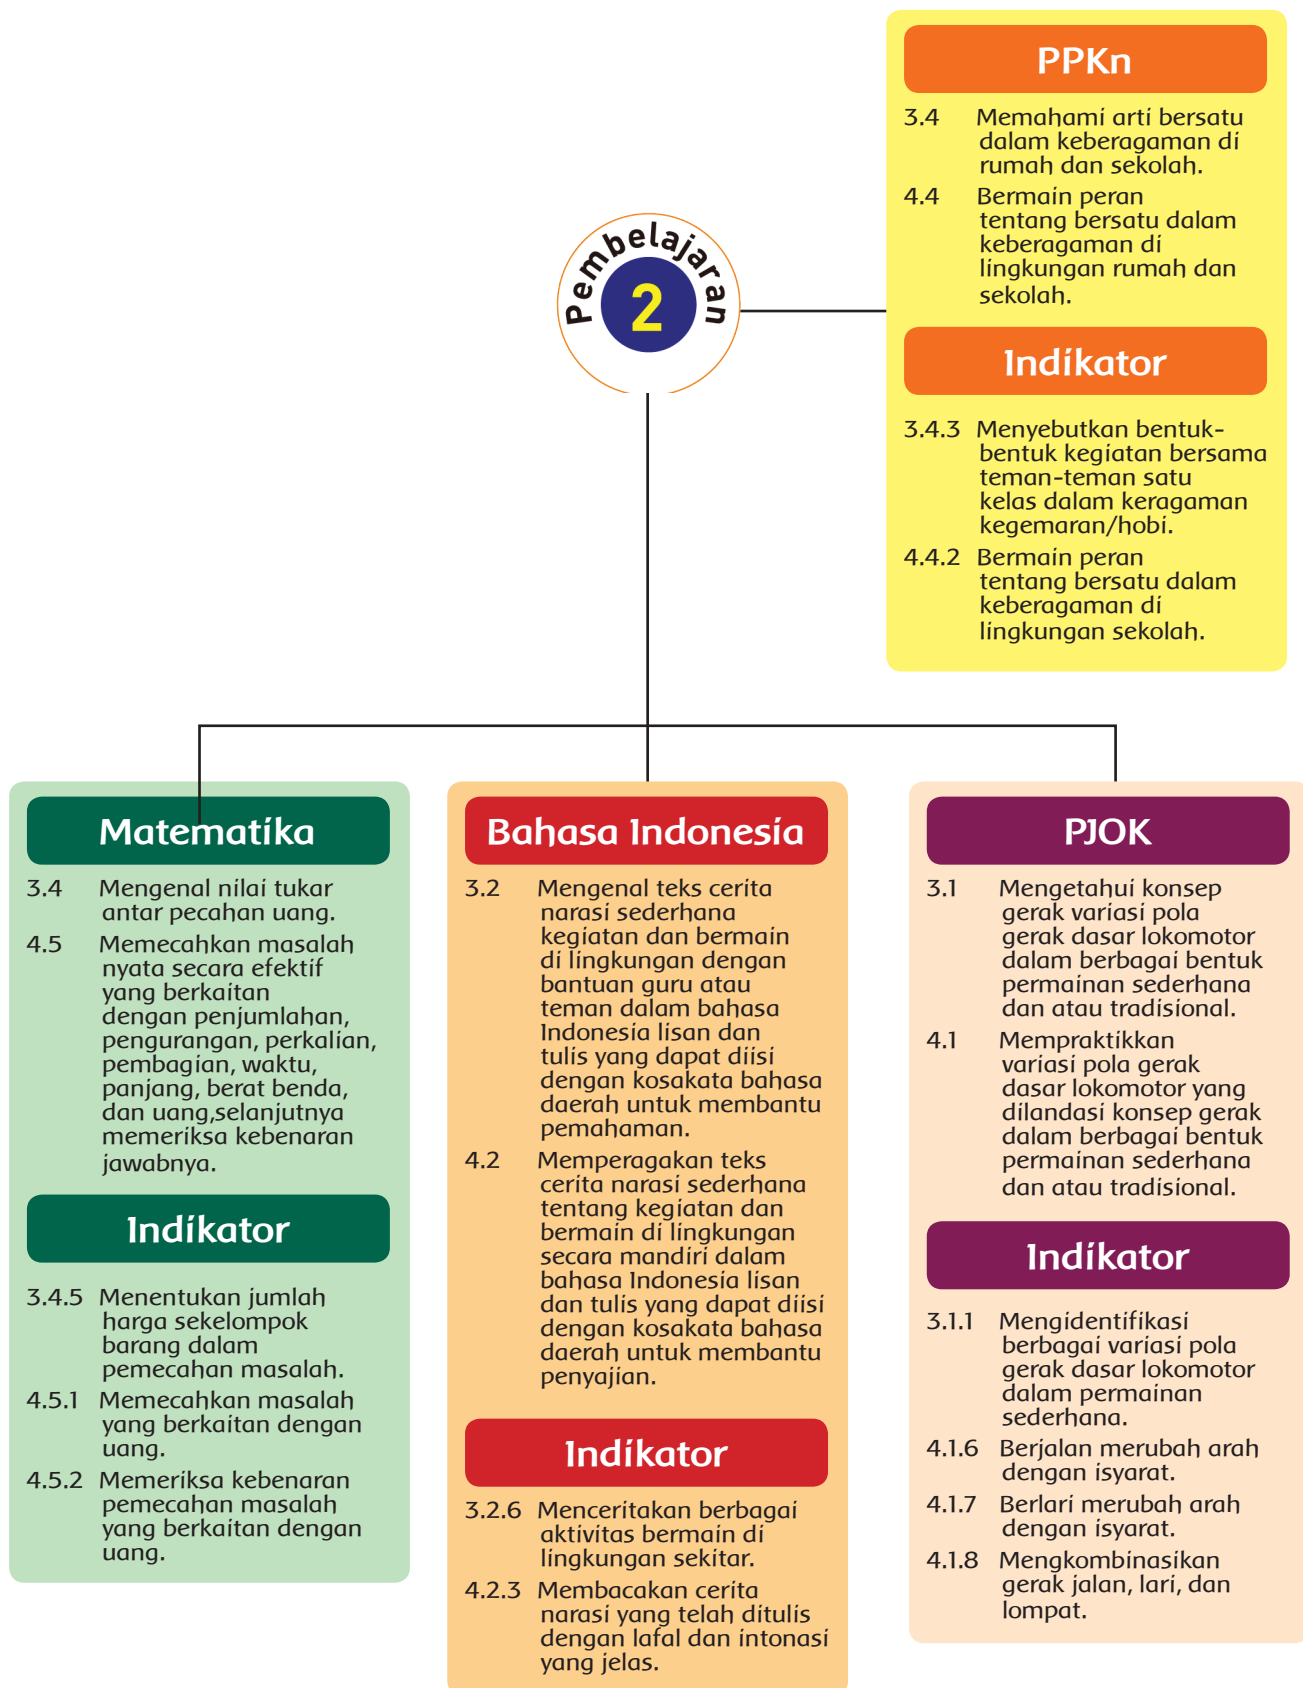 PPKn
3.4 Memahami arti bersatu
dalam keberagaman di
rumah dan sekolah.
4.4 Bermain peran
tentang bersatu dalam
keberagaman di
lingkungan rumah dan
sekolah.
Indikator
3.4.3 Menyebutkan bentuk-
bentuk kegiatan bersama
teman-teman satu
kelas dalam keragaman
kegemaran/hobi.
4.4.2 Bermain peran
tentang bersatu dalam
keberagaman di
lingkungan sekolah.
Pembelajaran
2
Matematika
3.4 Mengenal nilai tukar
antar pecahan uang.
4.5 Memecahkan masalah
nyata secara efektif
yang berkaitan
dengan penjumlahan,
pengurangan, perkalian,
pembagian, waktu,
panjang, berat benda,
dan uang,selanjutnya
memeriksa kebenaran
jawabnya.
Indikator
3.4.5 Menentukan jumlah
harga sekelompok
barang dalam
pemecahan masalah.
4.5.1 Memecahkan masalah
yang berkaitan dengan
uang.
4.5.2 Memeriksa kebenaran
pemecahan masalah
yang berkaitan dengan
uang.
Bahasa Indonesia
3.2 Mengenal teks cerita
narasi sederhana
kegiatan dan bermain
di lingkungan dengan
bantuan guru atau
teman dalam bahasa
Indonesia lisan dan
tulis yang dapat diisi
dengan kosakata bahasa
daerah untuk membantu
pemahaman.
4.2 Memperagakan teks
cerita narasi sederhana
tentang kegiatan dan
bermain di lingkungan
secara mandiri dalam
bahasa Indonesia lisan
dan tulis yang dapat diisi
dengan kosakata bahasa
daerah untuk membantu
penyajian.
Indikator
3.2.6 Menceritakan berbagai
aktivitas bermain di
lingkungan sekitar.
4.2.3 Membacakan cerita
narasi yang telah ditulis
dengan lafal dan intonasi
yang jelas.
PJOK
3.1 Mengetahui konsep
gerak variasi pola
gerak dasar lokomotor
dalam berbagai bentuk
permainan sederhana
dan atau tradisional.
4.1 Mempraktikkan
variasi pola gerak
dasar lokomotor yang
dilandasi konsep gerak
dalam berbagai bentuk
permainan sederhana
dan atau tradisional.
Indikator
3.1.1 Mengidentifikasi
berbagai variasi pola
gerak dasar lokomotor
dalam permainan
sederhana.
4.1.6 Berjalan merubah arah
dengan isyarat.
4.1.7 Berlari merubah arah
dengan isyarat.
4.1.8 Mengkombinasikan
gerak jalan, lari, dan
lompat.